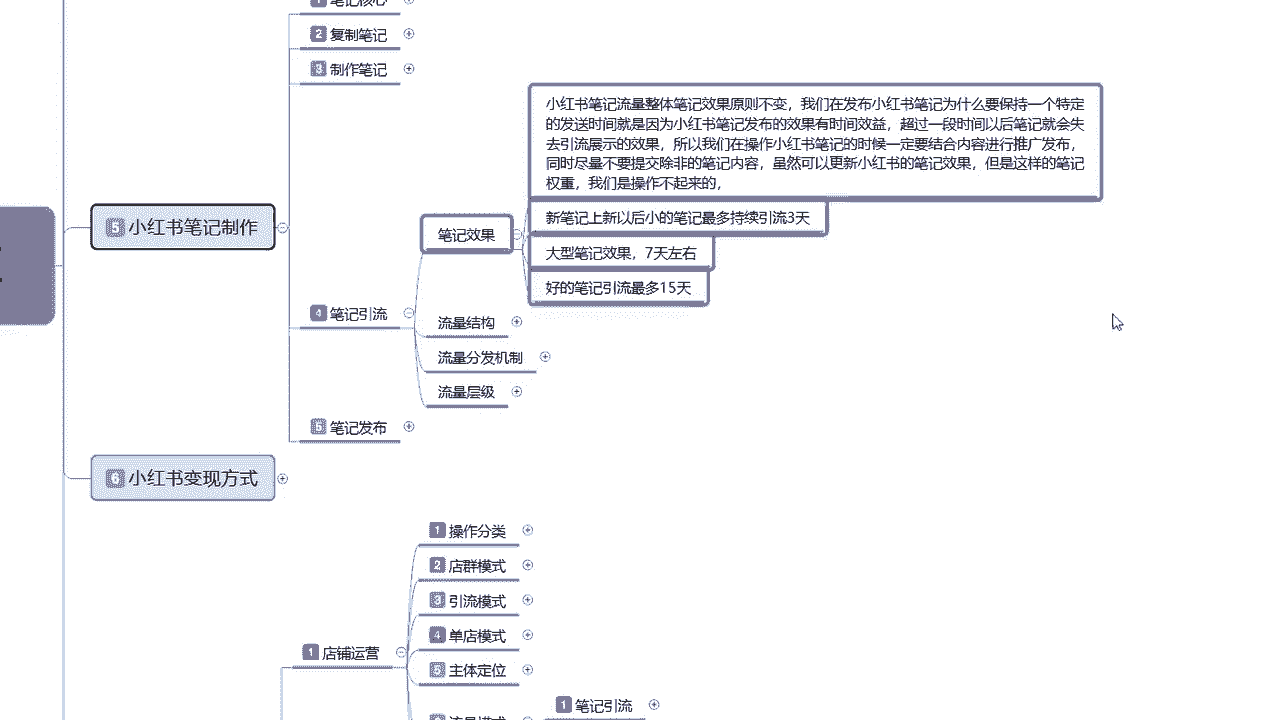 1 笔记核心
2 复制笔记
3 制作笔记
小红书笔记流量整体笔记效果原则不变，我们在发布小红书笔记为什么要保持一个特定
的发送时间就是因为小红书笔记发布的效果有时间效益，超过一段时间以后笔记就会失
去引流展示的效果，所以我们在操作小红书笔记的时候一定要结合内容进行推广发布，
同时尽量不要提交除非的笔记内容，虽然可以更新小红书的笔记效果，但是这样的笔记
权重，我们是操作不起来的，
5 小红书笔记制作
笔记效果
新笔记上新以后小的笔记最多持续引流3天
大型笔记效果，7天左右
好的笔记引流最多15天
4 笔记引流
流量结构
流量分发机制
流量层级
5 笔记发布
6 小红书变现方式
1 操作分类
2 店群模式
3 引流模式
4 单店模式
1 店铺运营
5 主体定位
1 笔记引流
6 流量模式